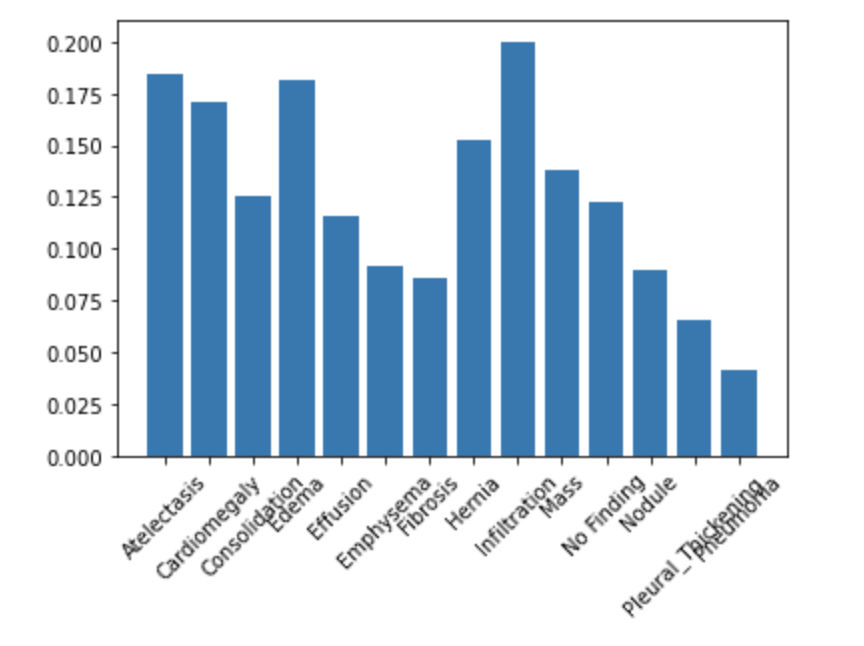 0.200
0.175
0.150
0.125
0.100
0.075
0.050
0.025
0.000
Atelectasis
Cardiomegaly
Consolidation
Edema
Effusion
Emphysema
Fibrosis
Hernia
Infiltration
Mass
No Finding
Nodule
Pleural_Thickening
Pneumonia